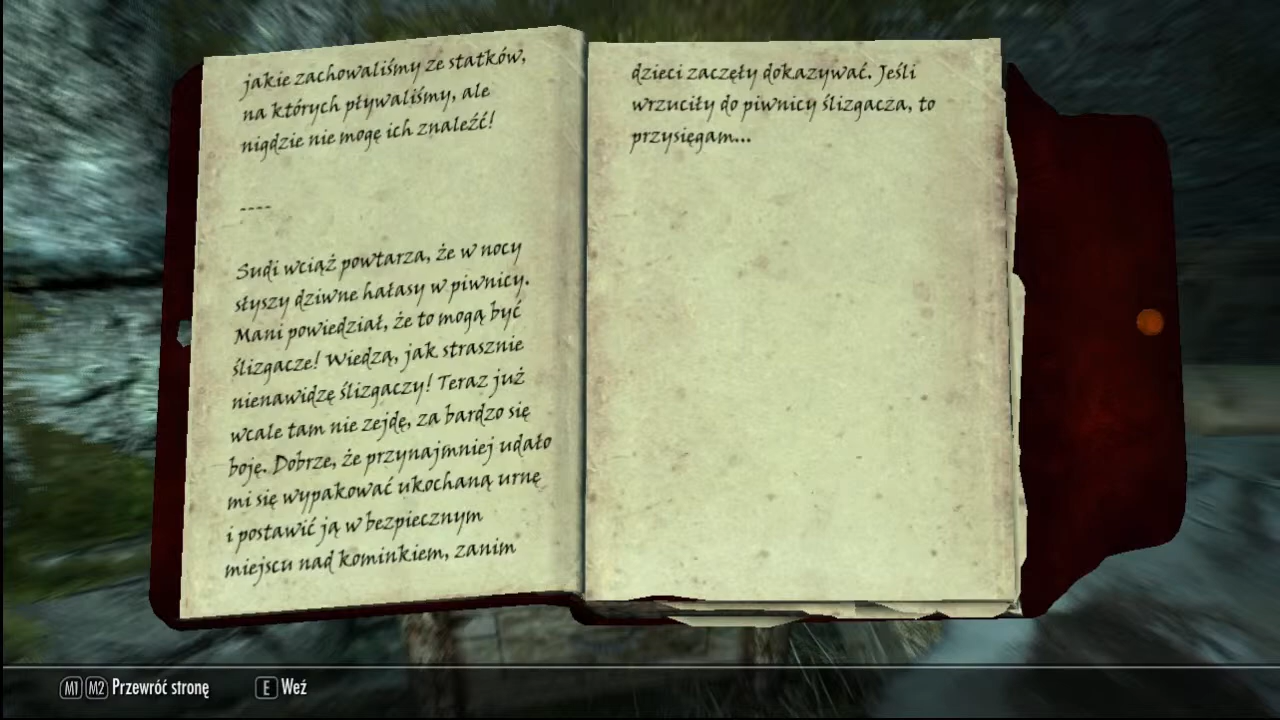 jakie zachowaliśmy ze statków,
na których pływaliśmy, ale
nigdzie nie mogę ich znaleźć!
----
Sudi wciąż powtarza, że w nocy
słyszy dziwne hałasy w piwnicy.
Mani powiedział, że to mogą być
ślizgacze! Wiedzą, jak strasznie
nienawidzę ślizgaczy! Teraz już
wcale tam nie zejdę, za bardzo się
boję. Dobrze, że przynajmniej udało
mi się wypakować ukochaną urnę
i postawić ją w bezpiecznym
miejscu nad kominkiem, zanim
dzieci zaczęły dokazywać. Jeśli
wrzuciły do piwnicy ślizgacza, to
przysięgam...
M1 M2 Przewróć stronę
E Weź